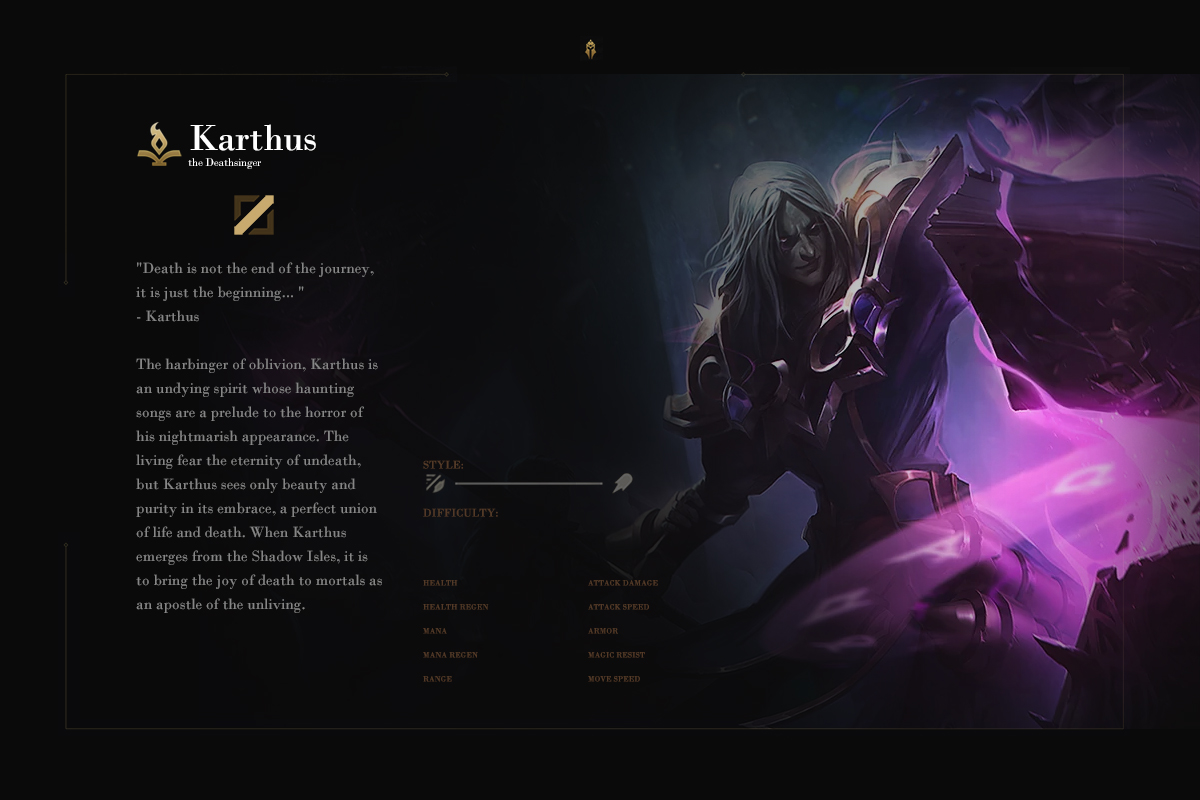 Karthus
the Deathsinger
"Death is not the end of the journey,
it is just the beginning... "
- Karthus
The harbinger of oblivion, Karthus is
an undying spirit whose haunting
songs are a prelude to the horror of
his nightmarish appearance. The
living fear the eternity of undeath,
but Karthus sees only beauty and
purity in its embrace, a perfect union
of life and death. When Karthus
emerges from the Shadow Isles, it is
to bring the joy of death to mortals as
an apostle of the unliving.
STYLE:
DIFFICULTY:
HEALTH
HEALTH REGEN
MANA
MANA REGEN
RANGE
ATTACK DAMAGE
ATTACK SPEED
ARMOR
MAGIC RESIST
MOVE SPEED